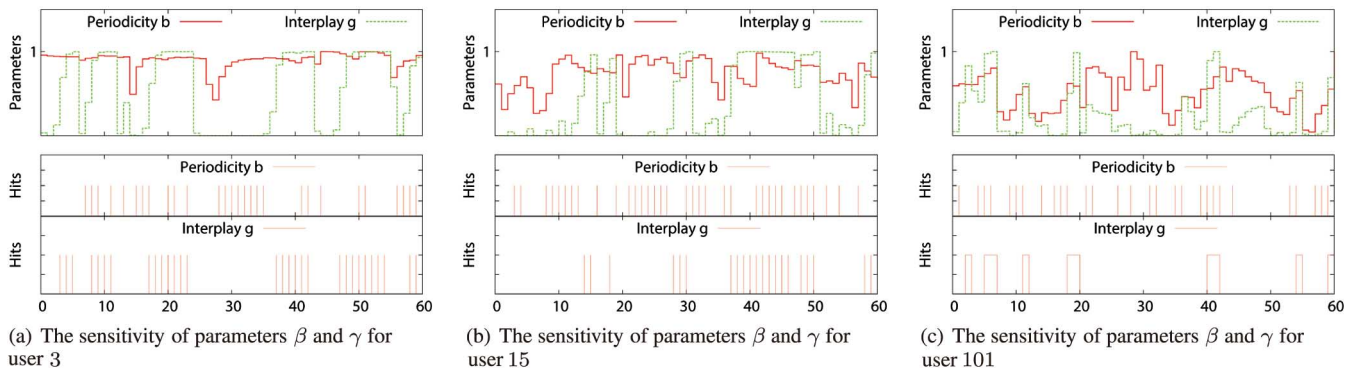 Periodicity b Interplay g
Parameters
1
Periodicity b
Hits
Interplay g
Hits
0 10 20 30 40 50 60
(a) The sensitivity of parameters β and γ for
user 3
Periodicity b Interplay g
Parameters
1
Periodicity b
Hits
Interplay g
Hits
0 10 20 30 40 50 60
(b) The sensitivity of parameters β and γ for
user 15
Periodicity b Interplay g
Parameters
1
Periodicity b
Hits
Interplay g
Hits
0 10 20 30 40 50 60
(c) The sensitivity of parameters β and γ for
user 101